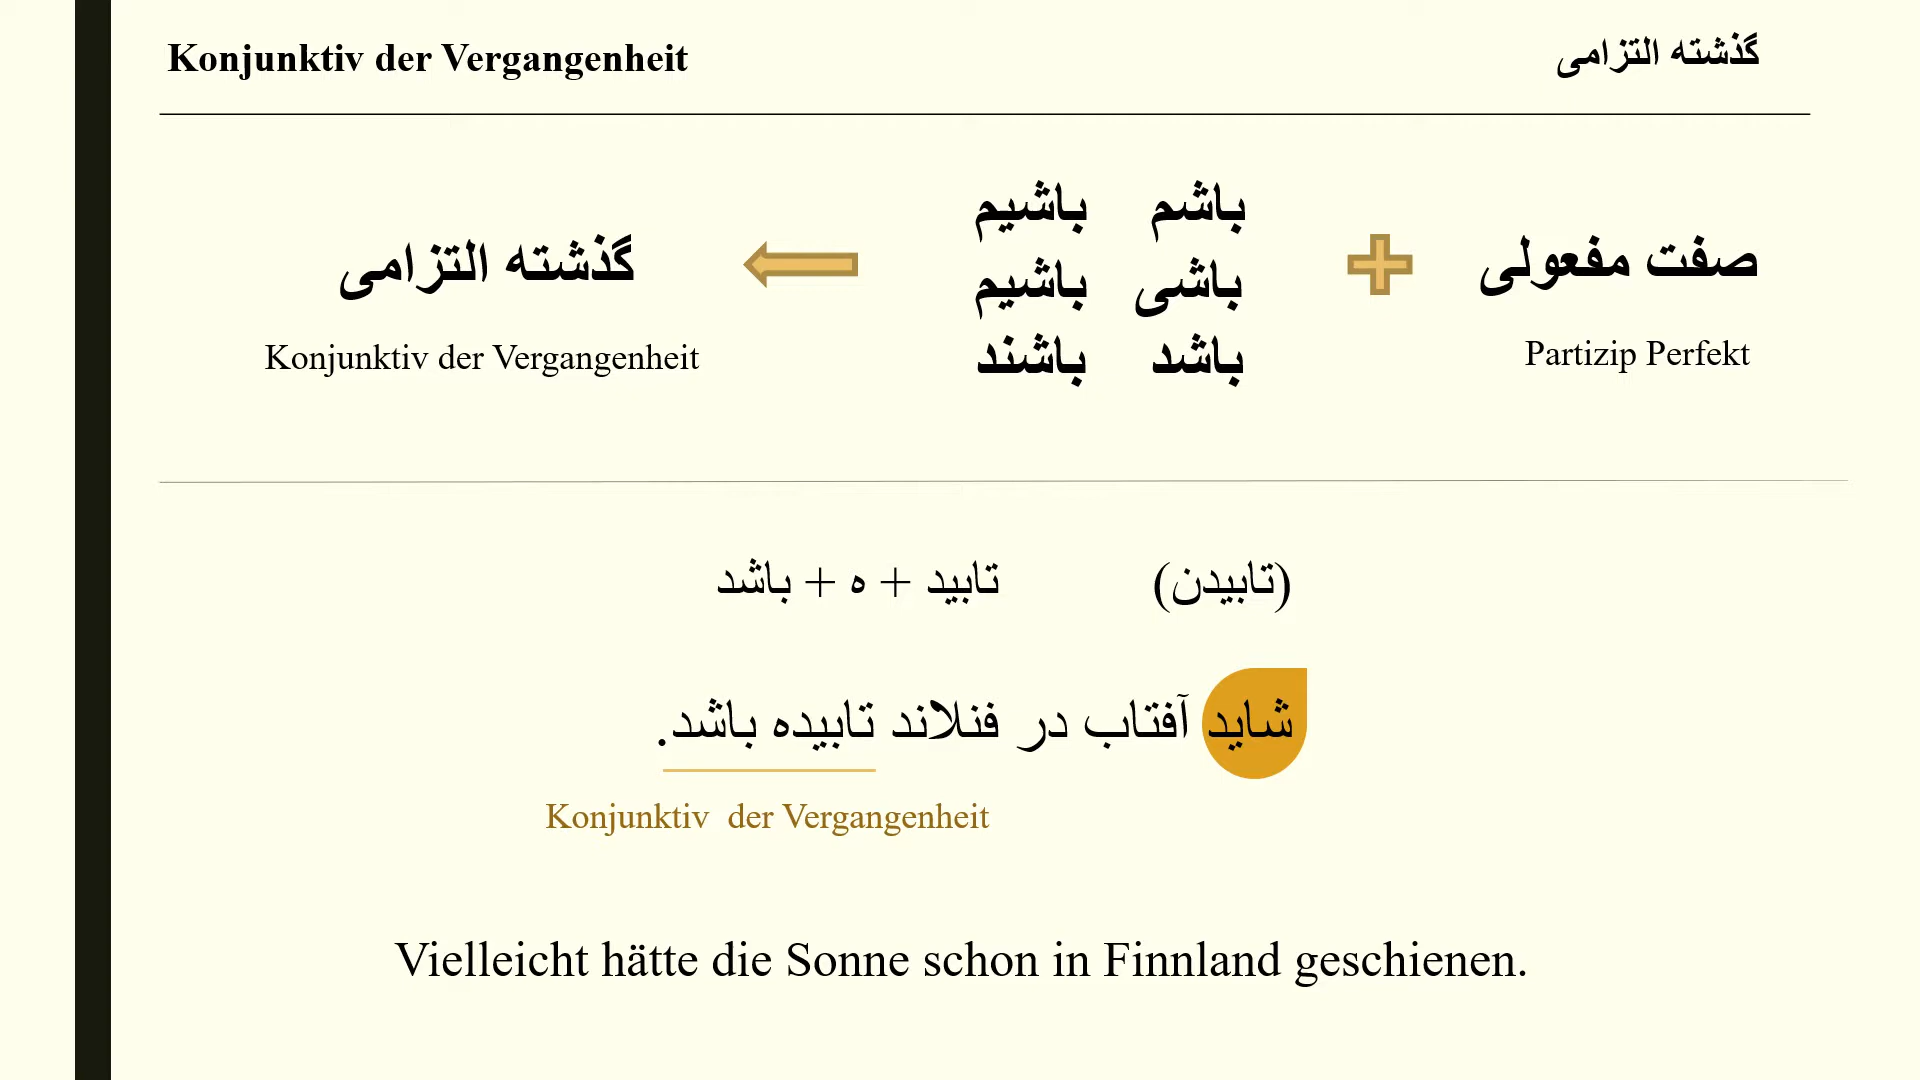 Konjunktiv der Vergangenheit
گذشته التزامی
صفت مفعولی
Partizip Perfekt
باشم باشیم
باشی باشیم
باشد باشند
گذشته التزامی
Konjunktiv der Vergangenheit
(تابیدن) تابید + ه + باشد
شاید آفتاب در فنلاند تابیده باشد.
Konjunktiv der Vergangenheit
Vielleicht hätte die Sonne schon in Finnland geschienen.